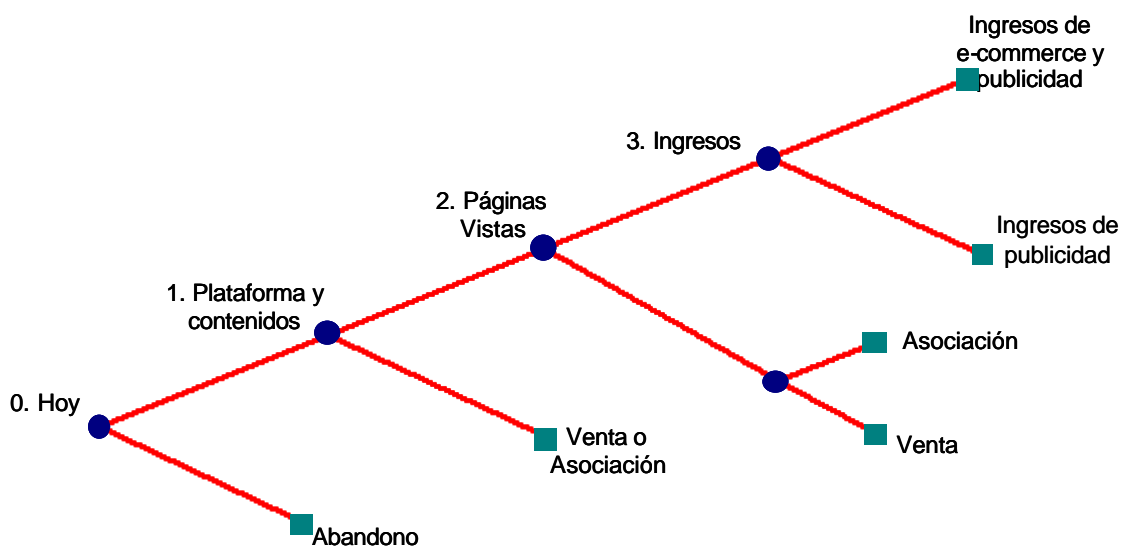 Ingresos de
e-commerce y
publicidad
3. Ingresos
2. Páginas
Vistas
Ingresos de
publicidad
1. Plataforma y
contenidos
Asociación
0. Hoy
Venta o
Asociación
Venta
Abandono